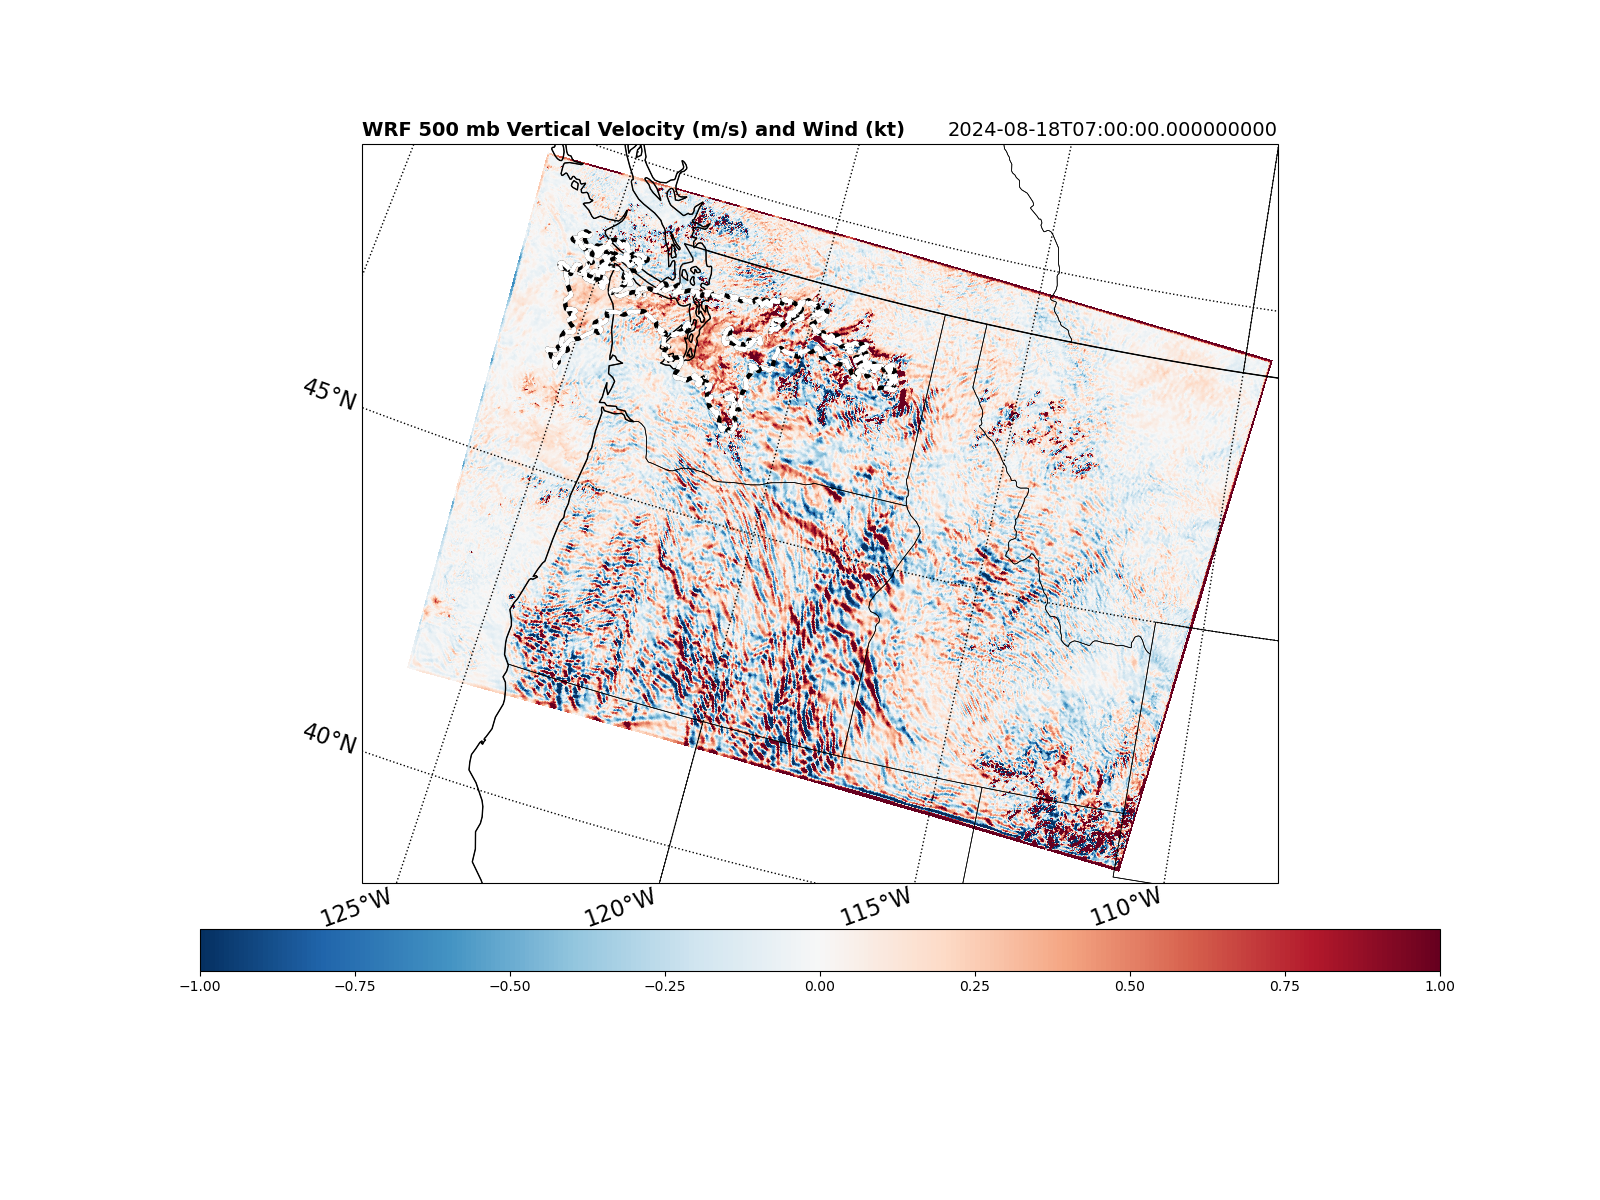 WRF 500 mb Vertical Velocity (m/s) and Wind (kt) 2024-08-18T07:00:00.000000000
45°N
40°N
125°W 120°W 115°W 110°W
−1.00 −0.75 −0.50 −0.25 0.00 0.25 0.50 0.75 1.00